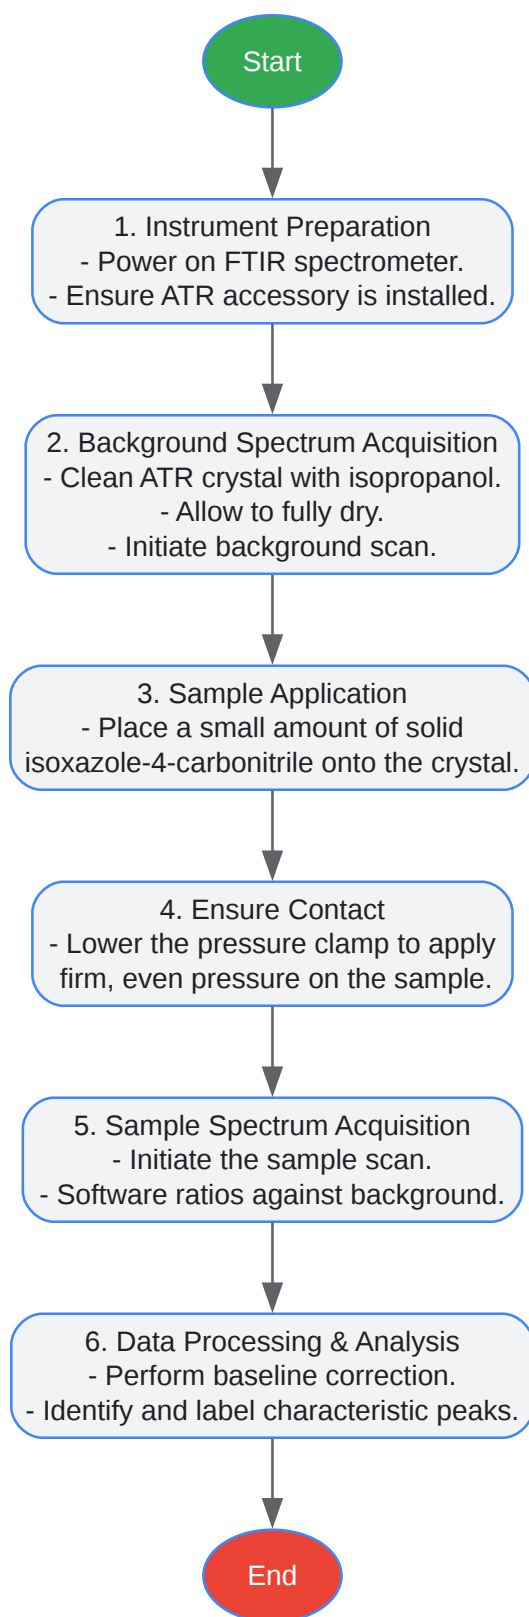 Start
1. Instrument Preparation
- Power on FTIR spectrometer.
- Ensure ATR accessory is installed.
2. Background Spectrum Acquisition
- Clean ATR crystal with isopropanol.
- Allow to fully dry.
- Initiate background scan.
3. Sample Application
- Place a small amount of solid
isoxazole-4-carbonitrile onto the crystal.
4. Ensure Contact
- Lower the pressure clamp to apply
firm, even pressure on the sample.
5. Sample Spectrum Acquisition
- Initiate the sample scan.
- Software ratios against background.
6. Data Processing & Analysis
- Perform baseline correction.
- Identify and label characteristic peaks.
End